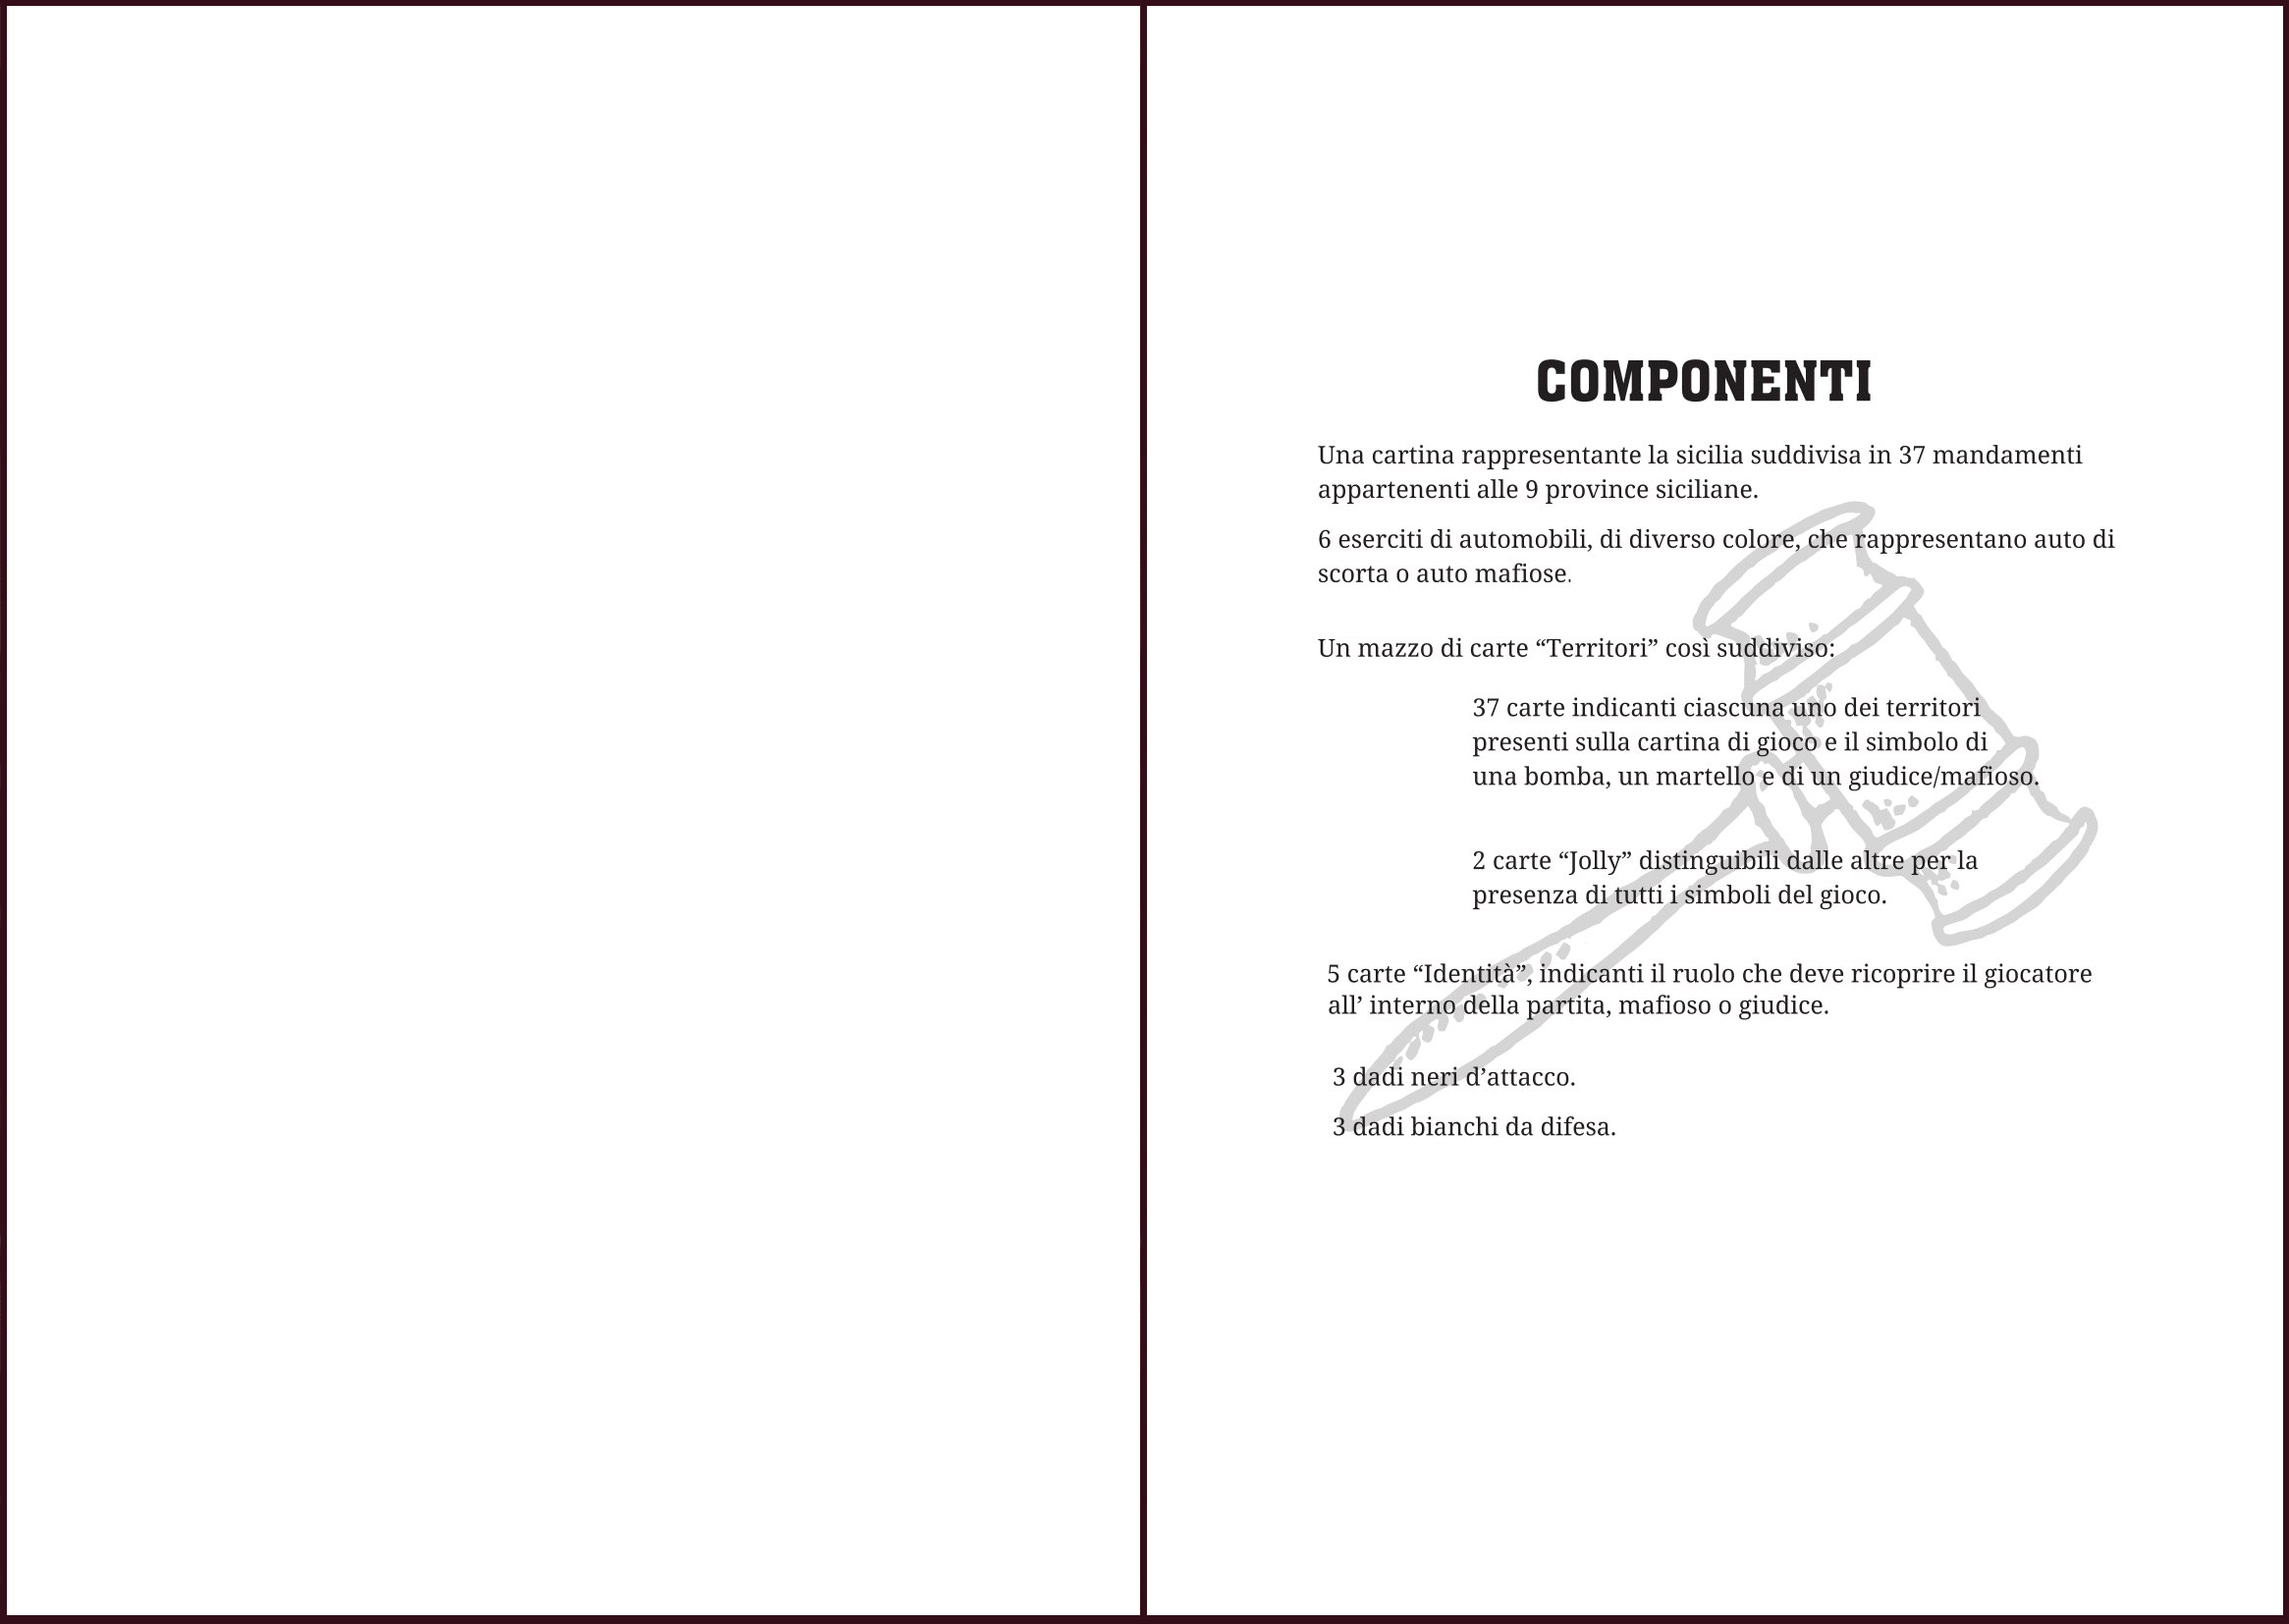 COMPONENTI
Una cartina rappresentante la sicilia suddivisa in 37 mandamenti
appartenenti alle 9 province siciliane.
6 eserciti di automobili, di diverso colore, che rappresentano auto di
scorta o auto mafiose.
Un mazzo di carte “Territori” così suddiviso:
37 carte indicanti ciascuna uno dei territori
presenti sulla cartina di gioco e il simbolo di
una bomba, un martello e di un giudice/mafioso.
2 carte “Jolly” distinguibili dalle altre per la
presenza di tutti i simboli del gioco.
5 carte “Identità”, indicanti il ruolo che deve ricoprire il giocatore
all’ interno della partita, mafioso o giudice.
3 dadi neri d’attacco.
3 dadi bianchi da difesa.